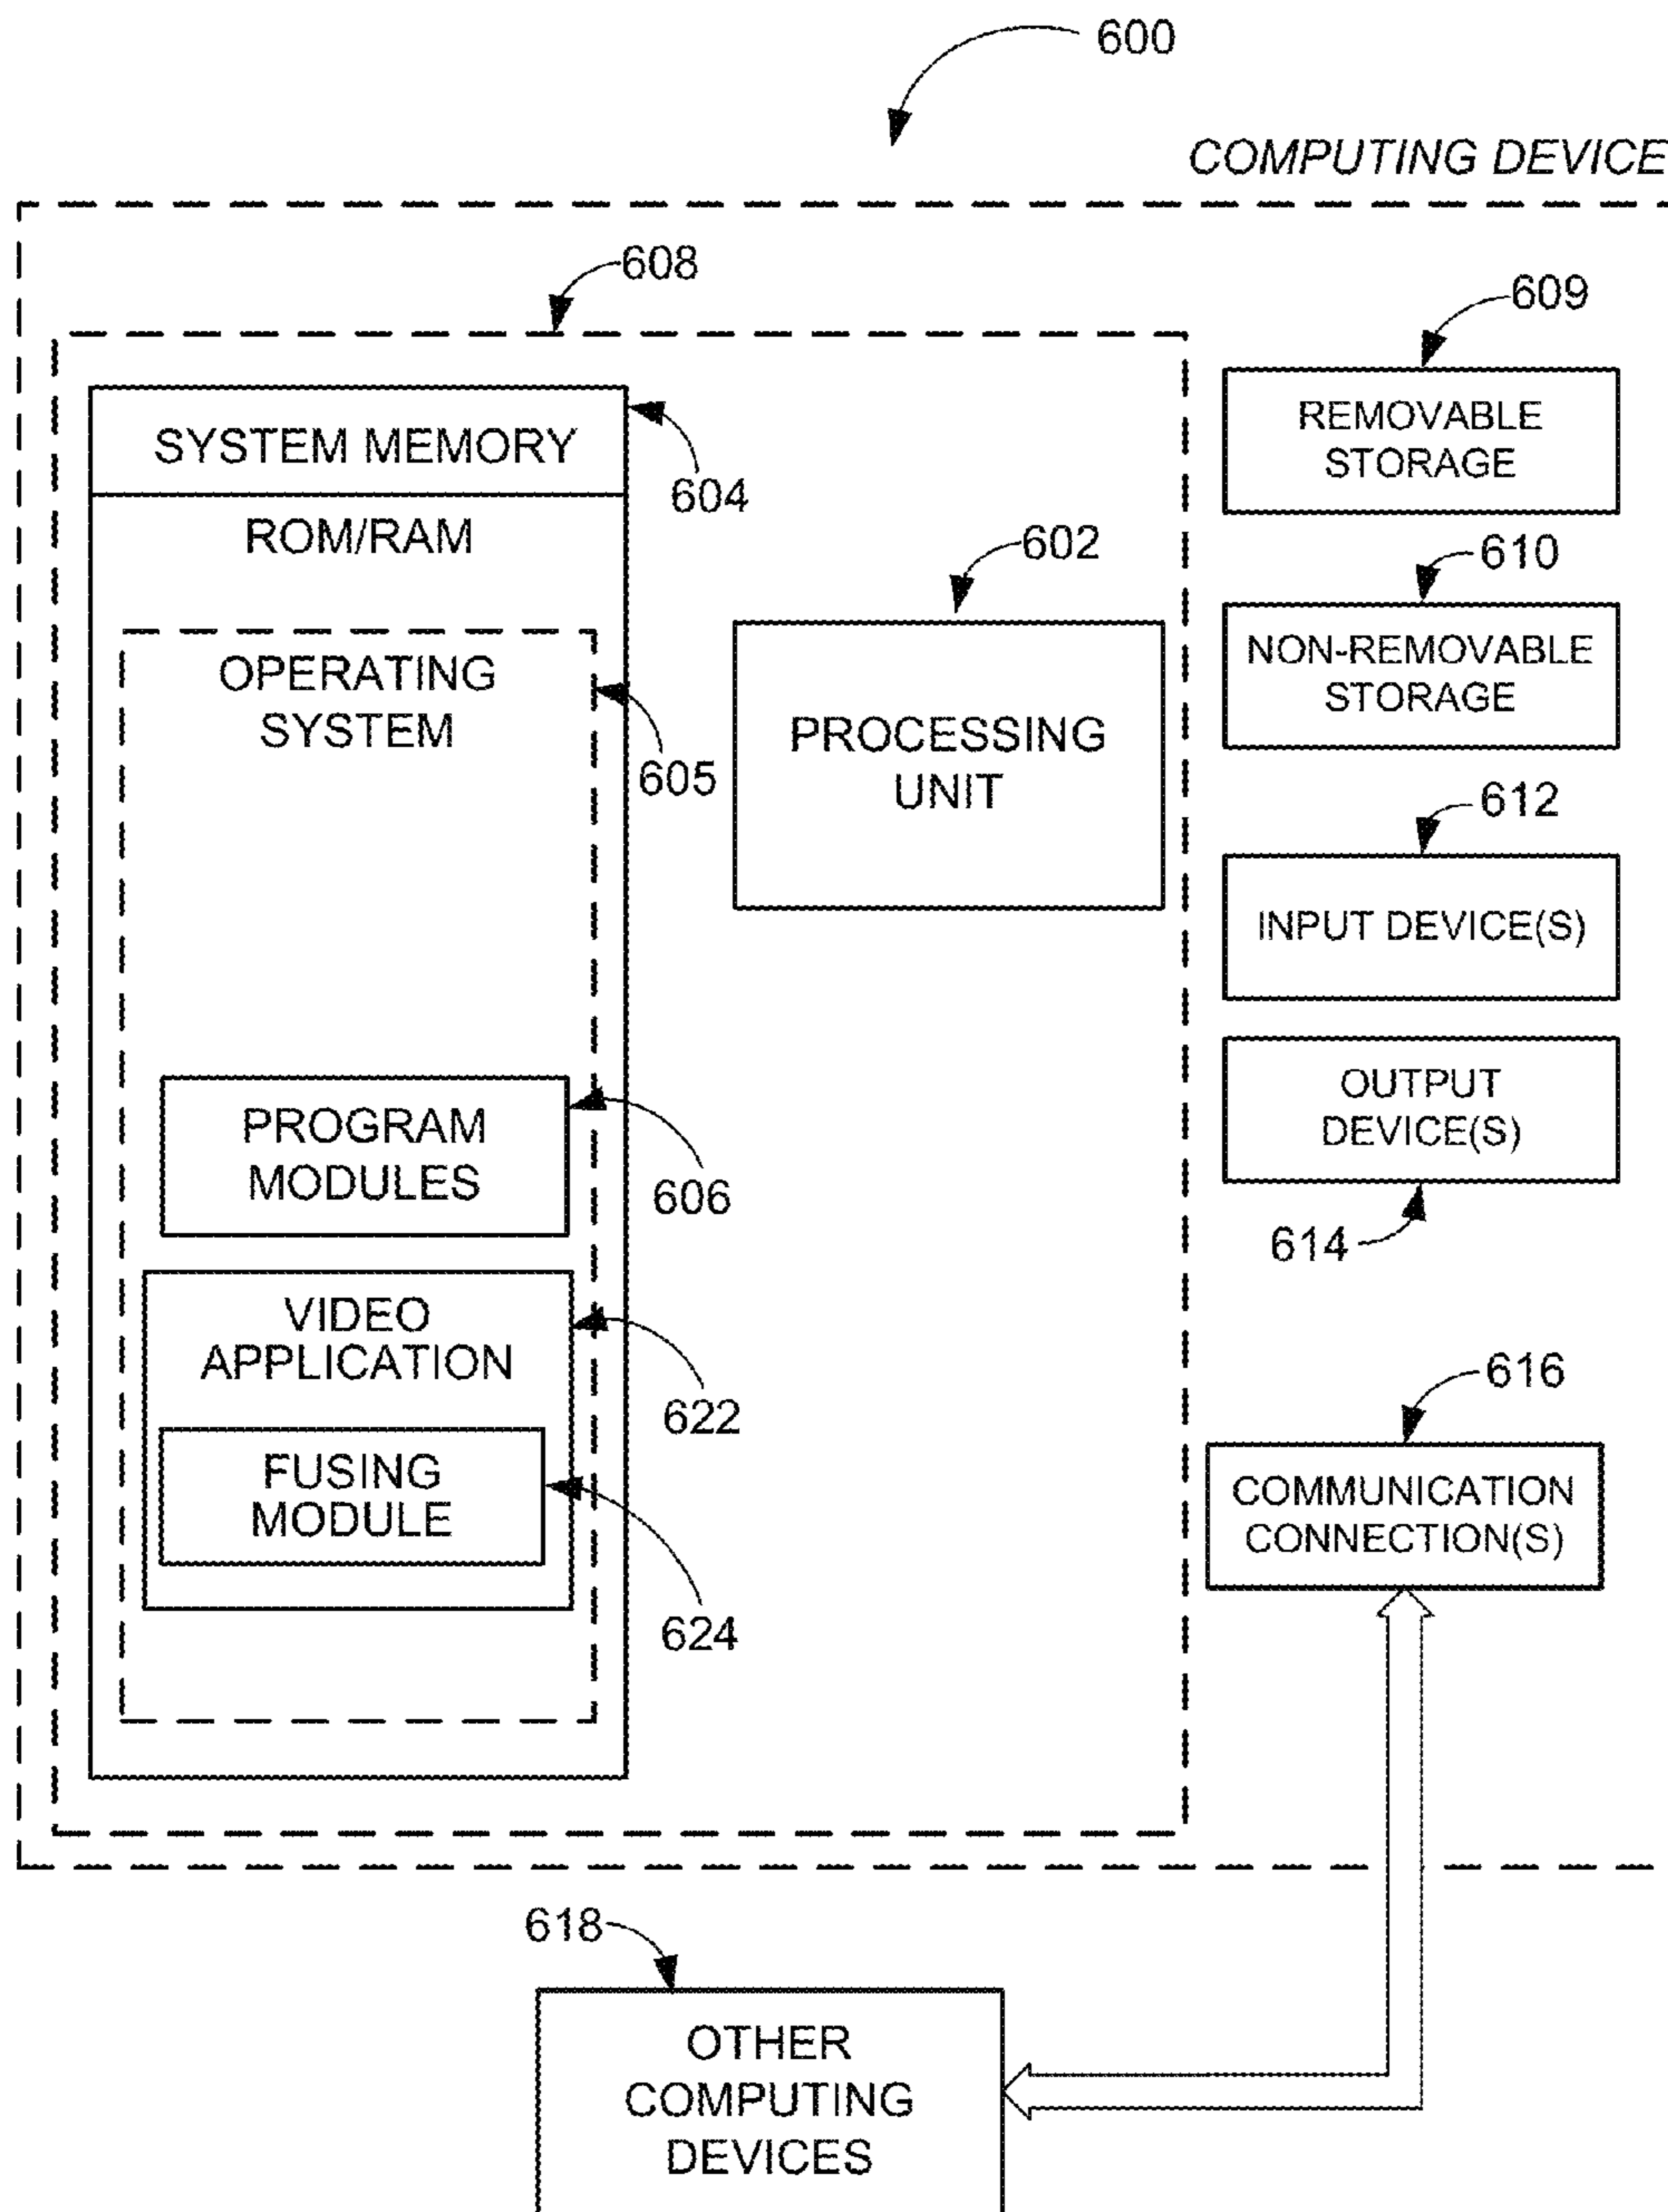 600
COMPUTING DEVICE
608
609
SYSTEM MEMORY
604
REMOVABLE
STORAGE
ROM/RAM
602
610
OPERATING
SYSTEM
605
PROCESSING
UNIT
NON-REMOVABLE
STORAGE
612
INPUT DEVICE(S)
PROGRAM
MODULES
606
OUTPUT
DEVICE(S)
614
VIDEO
APPLICATION
622
616
FUSING
MODULE
624
COMMUNICATION
CONNECTION(S)
618
OTHER
COMPUTING
DEVICES